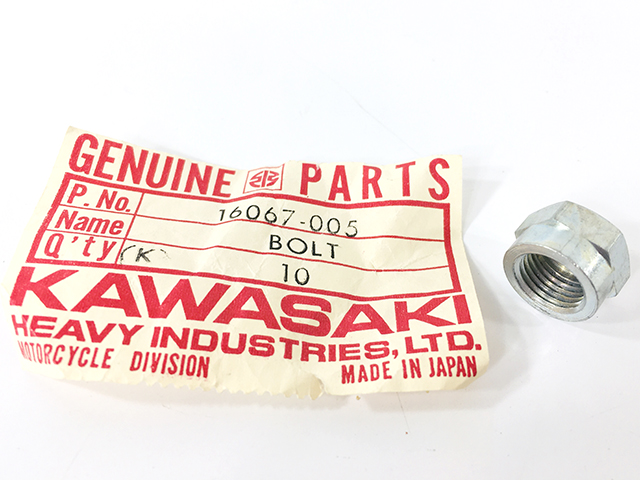 GENUINE PARTS
P. No. 16067-005
Name BOLT
Q'ty (K) 10
KAWASAKI
HEAVY INDUSTRIES, LTD.
MOTORCYCLE DIVISION MADE IN JAPAN